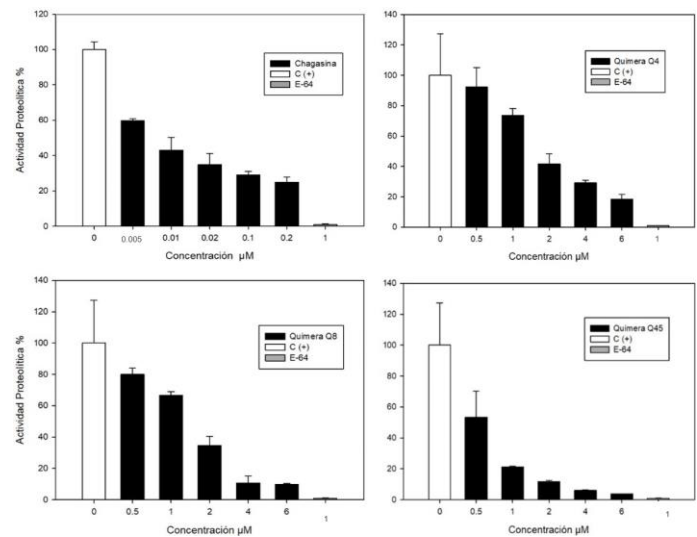 Actividad Proteolítica %
120
100
80
60
40
20
0
Chagasina
C (+)
E-64
0 0.005 0.01 0.02 0.1 0.2 1
Concentración µM
140
120
100
80
60
40
20
0
Quimera Q4
C (+)
E-64
0 0.5 1 2 4 6 1
Concentración µM
Actividad Proteolítica %
140
120
100
80
60
40
20
0
Quimera Q8
C (+)
E-64
0 0.5 1 2 4 6 1
Concentración µM
140
120
100
80
60
40
20
0
Quimera Q45
C (+)
E-64
0 0.5 1 2 4 6 1
Concentración µM